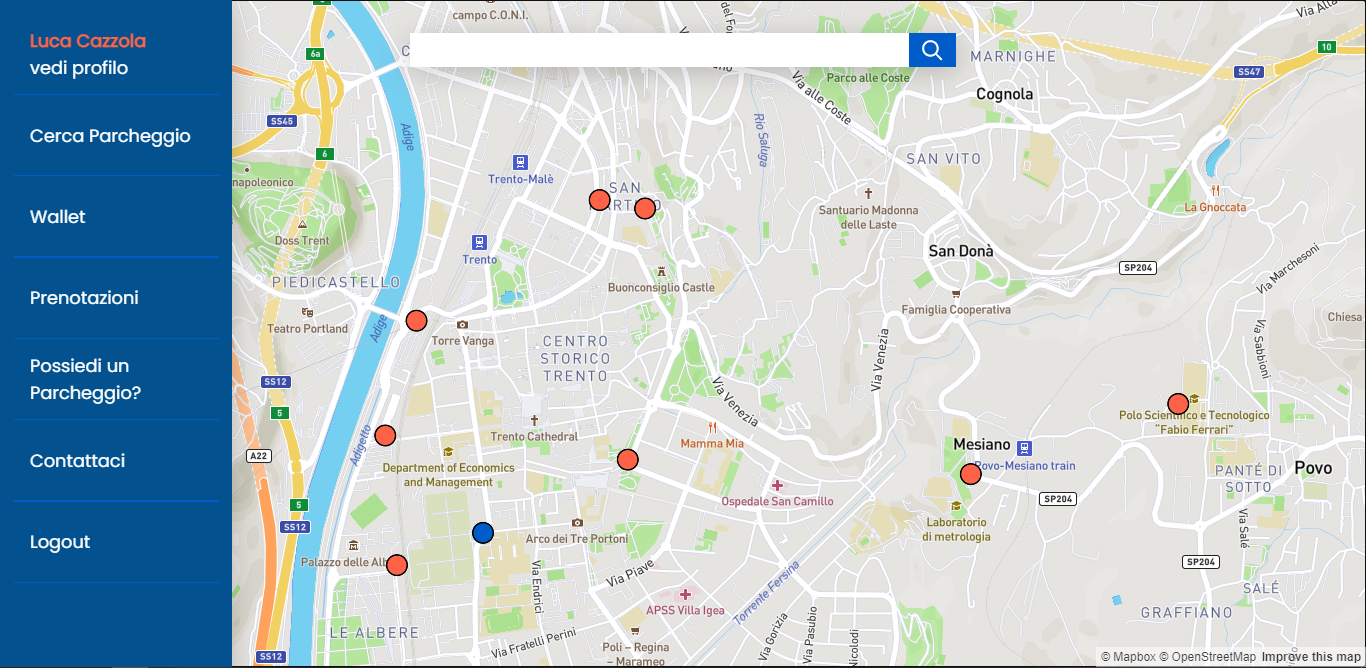 Luca Cazzola
vedi profilo
Cerca Parcheggio
Wallet
Prenotazioni
Possiedi un
Parcheggio?
Contattaci
Logout
campo C.O.N.I.
6a
SS45
6
Adige
napoleonico
Doss Trent
PIEDICASTELLO
Teatro Portland
Adige
Trento-Malè
Trento
SAN
Buonconsiglio Castle
Torre Vanga
CENTRO
STORICO
TRENTO
SS12
5
A22
Adigetto
Trento Cathedral
Department of Economics
and Management
5
SS12
Arco dei Tre Portoni
Palazzo delle Alb
Via Endrici
LE ALBERE
SS12
Via Fratelli Perini
Via Piave
Poli – Regina
– Marameo
APSS Villa Igea
Torrente Fersina
Via Gorizia
Via Pasubio
Nicolodi
Mamma Mia
Ospedale San Camillo
Via Venezia
Via Venezia
Rio Saluga
Parco alle Coste
Via alle Coste
Santuario Madonna
delle Laste
SAN VITO
Cognola
MARNIGHE
SS47
10
Via Alta
La Gnoccata
San Donà
SP204
Famiglia Cooperativa
Via Marchesoni
Via Sabbioni
Chiesa
Polo Scientifico e Tecnologico
"Fabio Ferrari"
Mesiano
Povo-Mesiano train
SP204
Laboratorio
di metrologia
PANTÉ DI
SOTTO
Povo
Via Salè
SP204
SALÉ
GRAFFIANO
© Mapbox © OpenStreetMap Improve this map